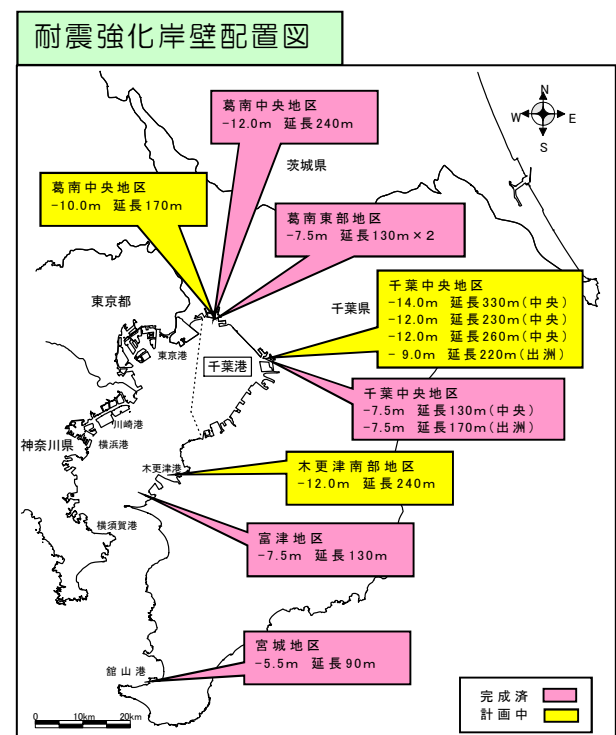 耐震強化岸壁配置図
葛南中央地区
-12.0m 延長240m
N
W
E
S
茨城県
葛南中央地区
-10.0m 延長170m
葛南東部地区
-7.5m 延長130m×2
東京都
千葉県
千葉中央地区
-14.0m 延長330m(中央)
-12.0m 延長230m(中央)
-12.0m 延長260m(中央)
- 9.0m 延長220m(出洲)
東京港
千葉港
千葉中央地区
-7.5m 延長130m(中央)
-7.5m 延長170m(出洲)
川崎港
神奈川県
横浜港
木更津港
木更津南部地区
-12.0m 延長240m
横須賀港
富津地区
-7.5m 延長130m
宮城地区
-5.5m 延長90m
館山港
完成済
計画中
0 10km 20km